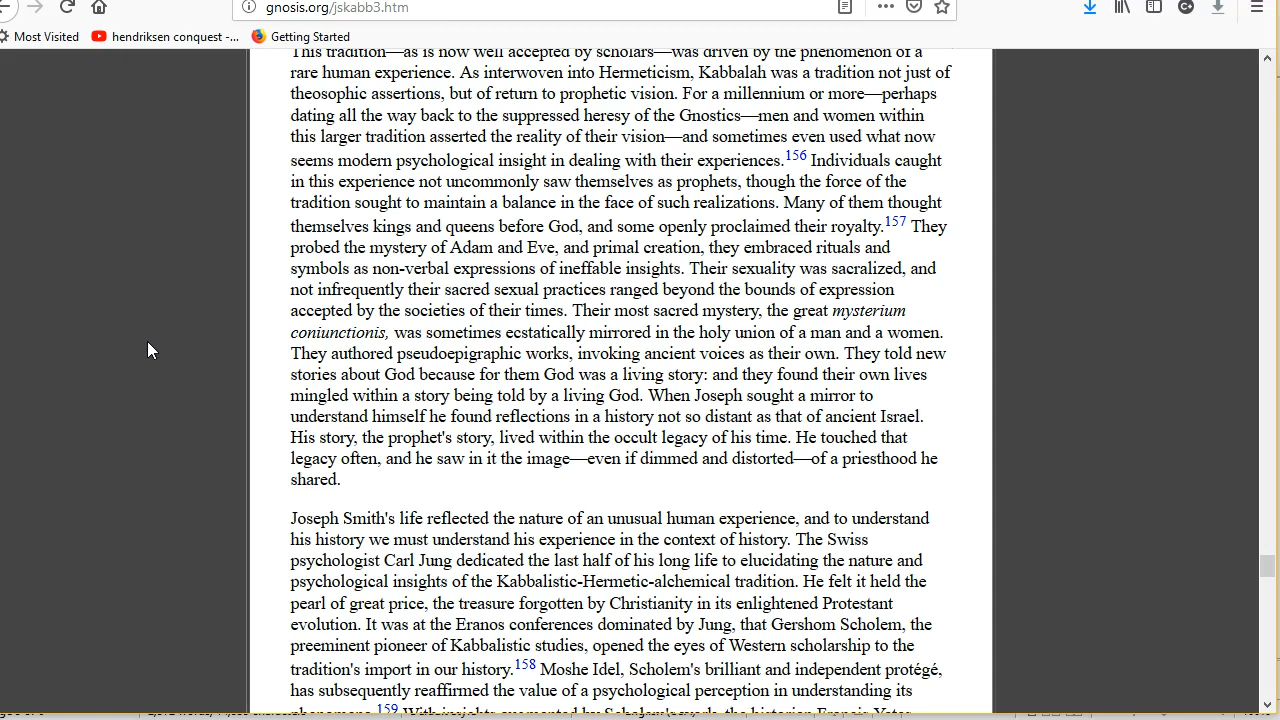 gnosis.org/jskabb3.htm
Most Visited hendriksen conquest -... Getting Started
This tradition—as is now well accepted by scholars—was driven by the phenomenon of a
rare human experience. As interwoven into Hermeticism, Kabbalah was a tradition not just of
theosophic assertions, but of return to prophetic vision. For a millennium or more—perhaps
dating all the way back to the suppressed heresy of the Gnostics—men and women within
this larger tradition asserted the reality of their vision—and sometimes even used what now
seems modern psychological insight in dealing with their experiences.156 Individuals caught
in this experience not uncommonly saw themselves as prophets, though the force of the
tradition sought to maintain a balance in the face of such realizations. Many of them thought
themselves kings and queens before God, and some openly proclaimed their royalty.157 They
probed the mystery of Adam and Eve, and primal creation, they embraced rituals and
symbols as non-verbal expressions of ineffable insights. Their sexuality was sacralized, and
not infrequently their sacred sexual practices ranged beyond the bounds of expression
accepted by the societies of their times. Their most sacred mystery, the great mysterium
coniunctionis, was sometimes ecstatically mirrored in the holy union of a man and a women.
They authored pseudoepigraphic works, invoking ancient voices as their own. They told new
stories about God because for them God was a living story: and they found their own lives
mingled within a story being told by a living God. When Joseph sought a mirror to
understand himself he found reflections in a history not so distant as that of ancient Israel.
His story, the prophet's story, lived within the occult legacy of his time. He touched that
legacy often, and he saw in it the image—even if dimmed and distorted—of a priesthood he
shared.
Joseph Smith's life reflected the nature of an unusual human experience, and to understand
his history we must understand his experience in the context of history. The Swiss
psychologist Carl Jung dedicated the last half of his long life to elucidating the nature and
psychological insights of the Kabbalistic-Hermetic-alchemical tradition. He felt it held the
pearl of great price, the treasure forgotten by Christianity in its enlightened Protestant
evolution. It was at the Eranos conferences dominated by Jung, that Gershom Scholem, the
preeminent pioneer of Kabbalistic studies, opened the eyes of Western scholarship to the
tradition's import in our history.158 Moshe Idel, Scholem's brilliant and independent protégé,
has subsequently reaffirmed the value of a psychological perception in understanding its
159